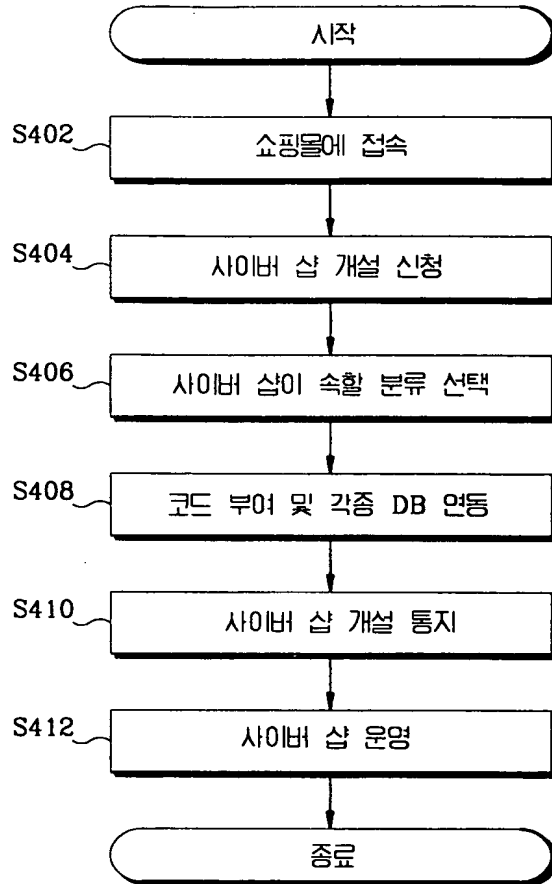 시작
S402
쇼핑몰에 접속
S404
사이버 샵 개설 신청
S406
사이버 샵이 속할 분류 선택
S408
코드 부여 및 각종 DB 연동
S410
사이버 샵 개설 통지
S412
사이버 샵 운영
종료